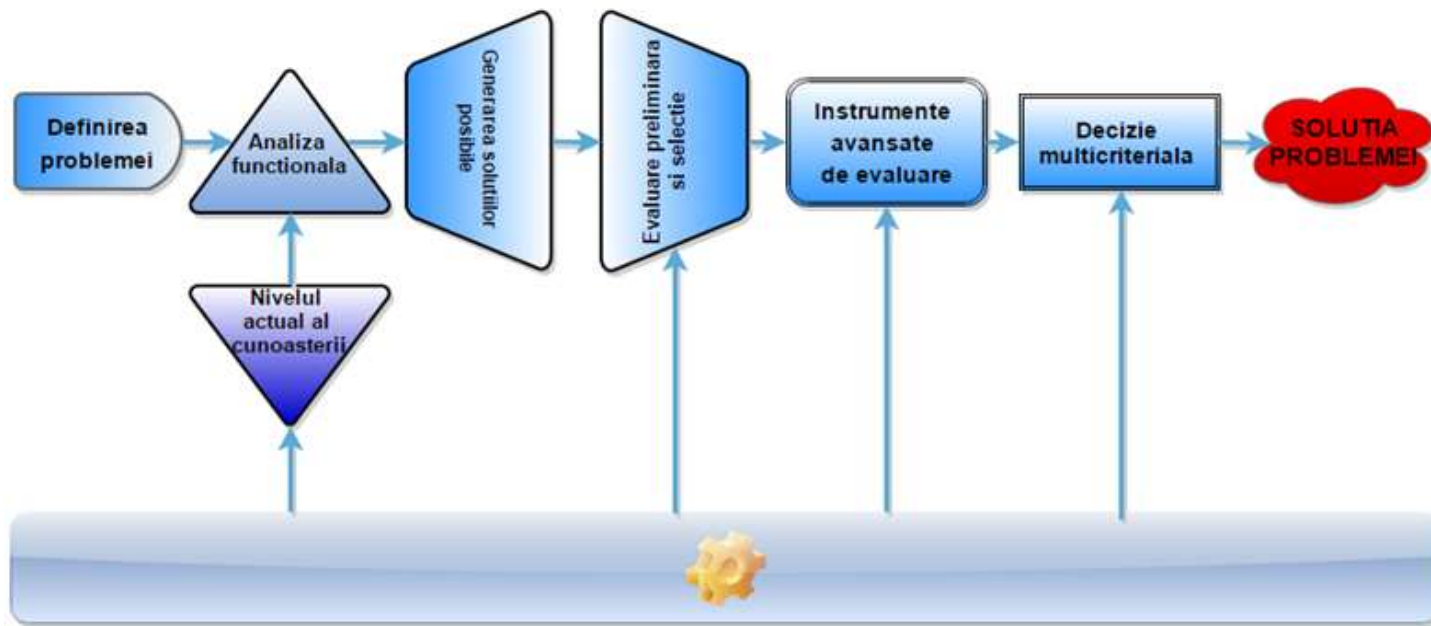 Definirea
problemei
Analiza
functionala
Generarea solutiilor
posibile
Evaluare preliminara
si selectie
Instrumente
avansate
de evaluare
Decizie
multicriteriala
SOLUTIA
PROBLEMEI
Nivelul
actual al
cunoasterii